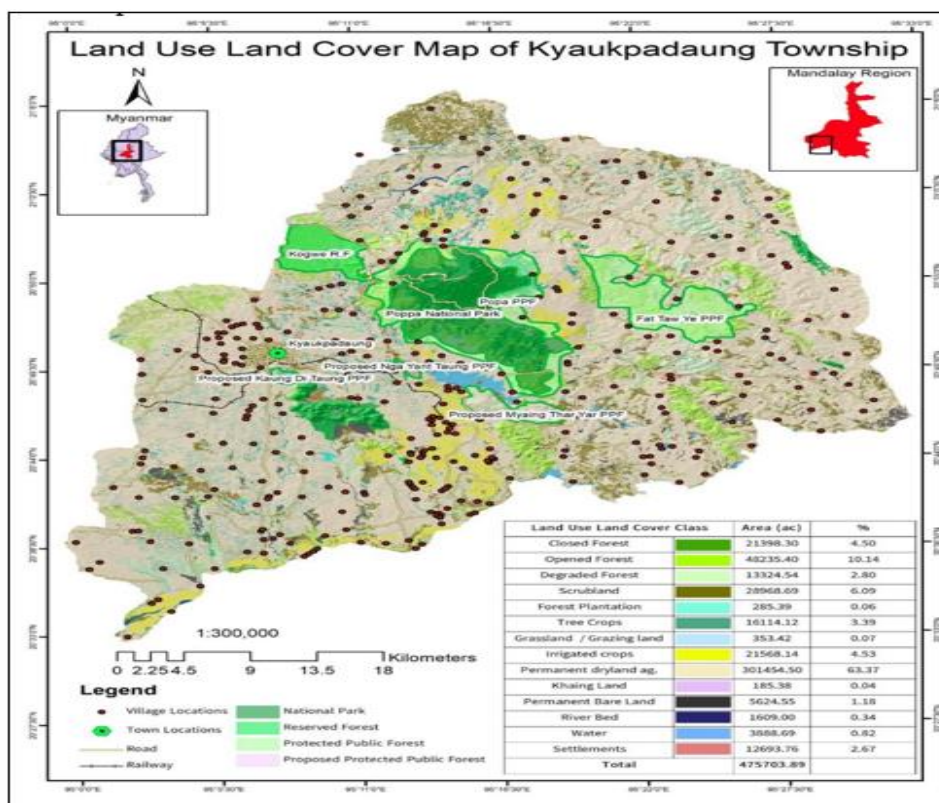 Land Use Land Cover Map of Kyaukpadaung Township
N
Myanmar
Mandalay Region
Kogwe R.F
Popa PPF
Poppa National Park
Fat Taw Ye PPF
Kyaukpadaung
Proposed Nga Yant Taung PPF
Proposed Kaung Di Taung PPF
Proposed Myaing Thar Yar PPF
1:300,000
Kilometers
0 2.25 4.5 9 13.5 18
Legend
Village Locations
Town Locations
Road
Railway
National Park
Reserved Forest
Protected Public Forest
Proposed Protected Public Forest
Land Use Land Cover Class Area (ac) %
Closed Forest 21398.30 4.50
Opened Forest 48235.40 10.14
Degraded Forest 13324.54 2.80
Scrubland 28968.69 6.09
Forest Plantation 285.39 0.06
Tree Crops 16114.12 3.39
Grassland / Grazing land 353.42 0.07
Irrigated crops 21568.14 4.53
Permanent dryland ag. 301454.50 63.37
Khaing Land 185.38 0.04
Permanent Bare Land 5624.55 1.18
River Bed 1609.00 0.34
Water 3888.69 0.82
Settlements 12693.76 2.67
Total 475703.89